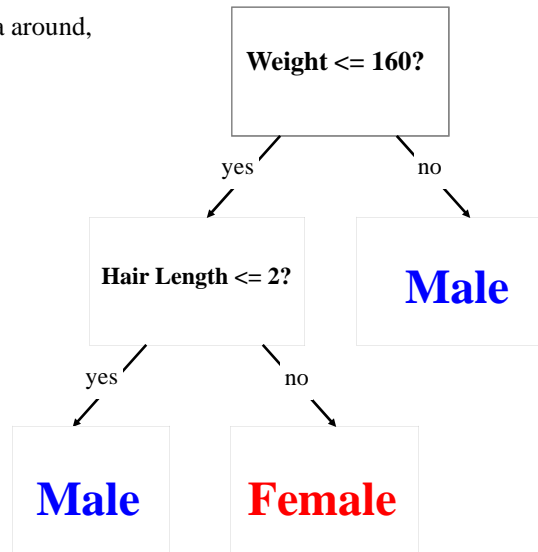 a around,
Weight <= 160?
yes
no
Hair Length <= 2?
Male
yes
no
Male
Female